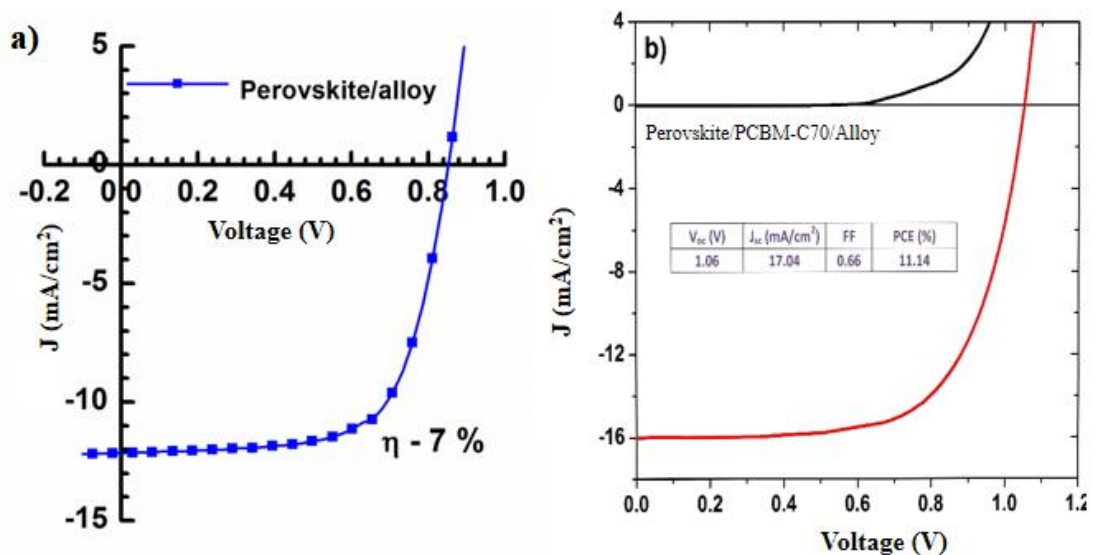 a)
5
Perovskite/alloy
0
-0.2 0.0 0.2 0.4 0.6 0.8 1.0
Voltage (V)
J (mA/cm²)
-5
-10
η - 7 %
-15
b)
4
0
Perovskite/PCBM-C70/Alloy
-4
J (mA/cm²)
V_oc (V) J_sc (mA/cm²) FF PCE (%)
1.06 17.04 0.66 11.14
-8
-12
-16
0.0 0.2 0.4 0.6 0.8 1.0 1.2
Voltage (V)